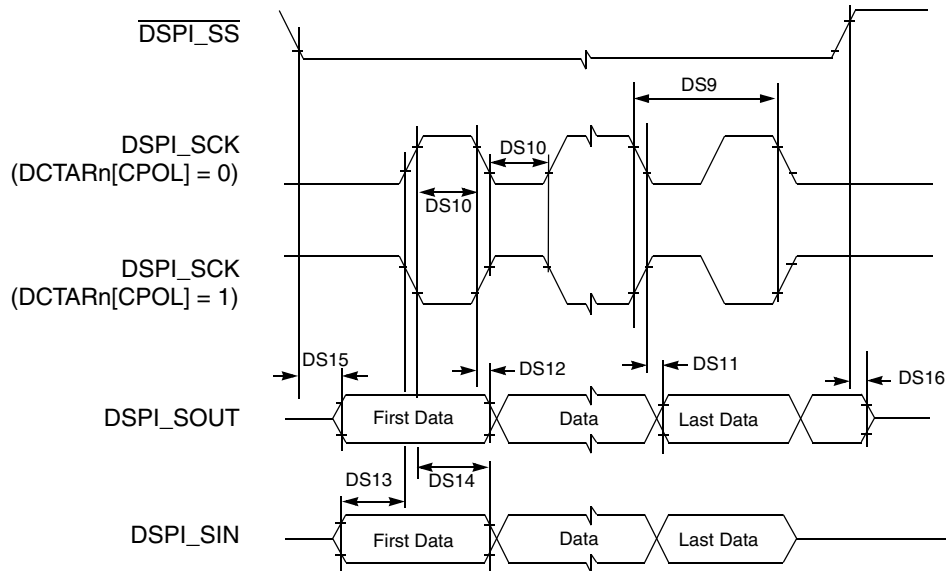 DSPI_SS
DS9
DSPI_SCK
(DCTARn[CPOL] = 0)
DS10
DS10
DSPI_SCK
(DCTARn[CPOL] = 1)
DS15
DS12
DS11
DS16
DSPI_SOUT
First Data
Data
Last Data
DS13
DS14
DSPI_SIN
First Data
Data
Last Data